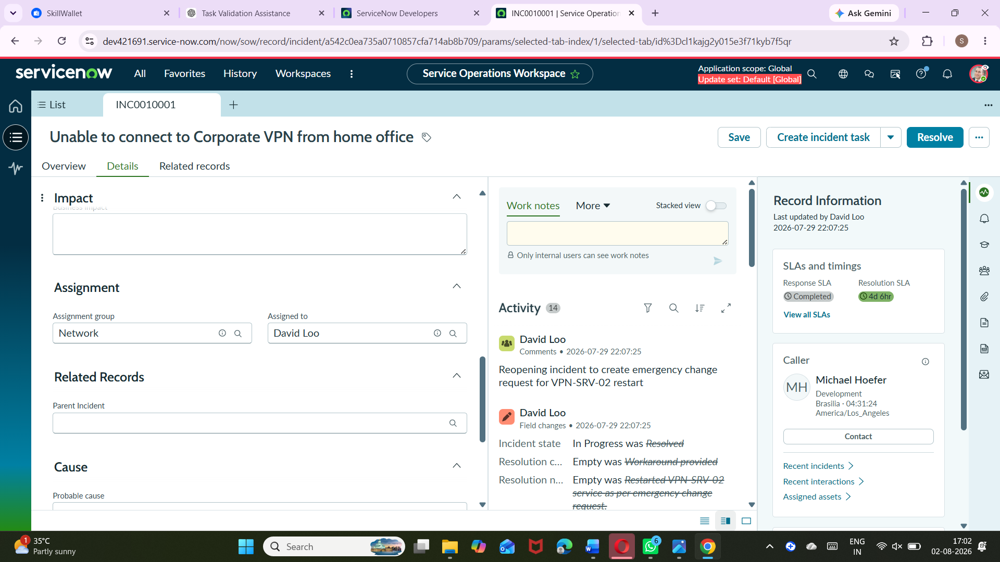 SkillWallet
Task Validation Assistance
ServiceNow Developers
INC0010001 | Service Operation
Ask Gemini
dev421691.service-now.com/now/sow/record/incident/a542c0ea735a0710857cfa714ab8b709/params/selected-tab-index/1/selected-tab/id%3Dcl1kajg2y015e3f71kyb7f5qr
S
servicenow
All
Favorites
History
Workspaces
Service Operations Workspace
Application scope: Global
Update set: Default [Global]
List
INC0010001
Unable to connect to Corporate VPN from home office
Save
Create incident task
Resolve
Overview
Details
Related records
Impact
Business impact
Assignment
Assignment group
Assigned to
Network
David Loo
Related Records
Parent Incident
Cause
Probable cause
Work notes
More
Stacked view
Only internal users can see work notes
Activity 14
David Loo
Comments • 2026-07-29 22:07:25
Reopening incident to create emergency change
request for VPN-SRV-02 restart
David Loo
Field changes • 2026-07-29 22:07:25
Incident state In Progress was Resolved
Resolution c... Empty was Workaround provided
Resolution n... Empty was Restarted VPN-SRV-02
service as per emergency change
request.
Record Information
Last updated by David Loo
2026-07-29 22:07:25
SLAs and timings
Response SLA
Resolution SLA
Completed
4d 6hr
View all SLAs
Caller
MH
Michael Hoefer
Development
Brasilia · 04:31:24
America/Los_Angeles
Contact
Recent incidents
Recent interactions
Assigned assets
1
35°C
Partly sunny
Search
6
ENG
IN
17:02
02-08-2026